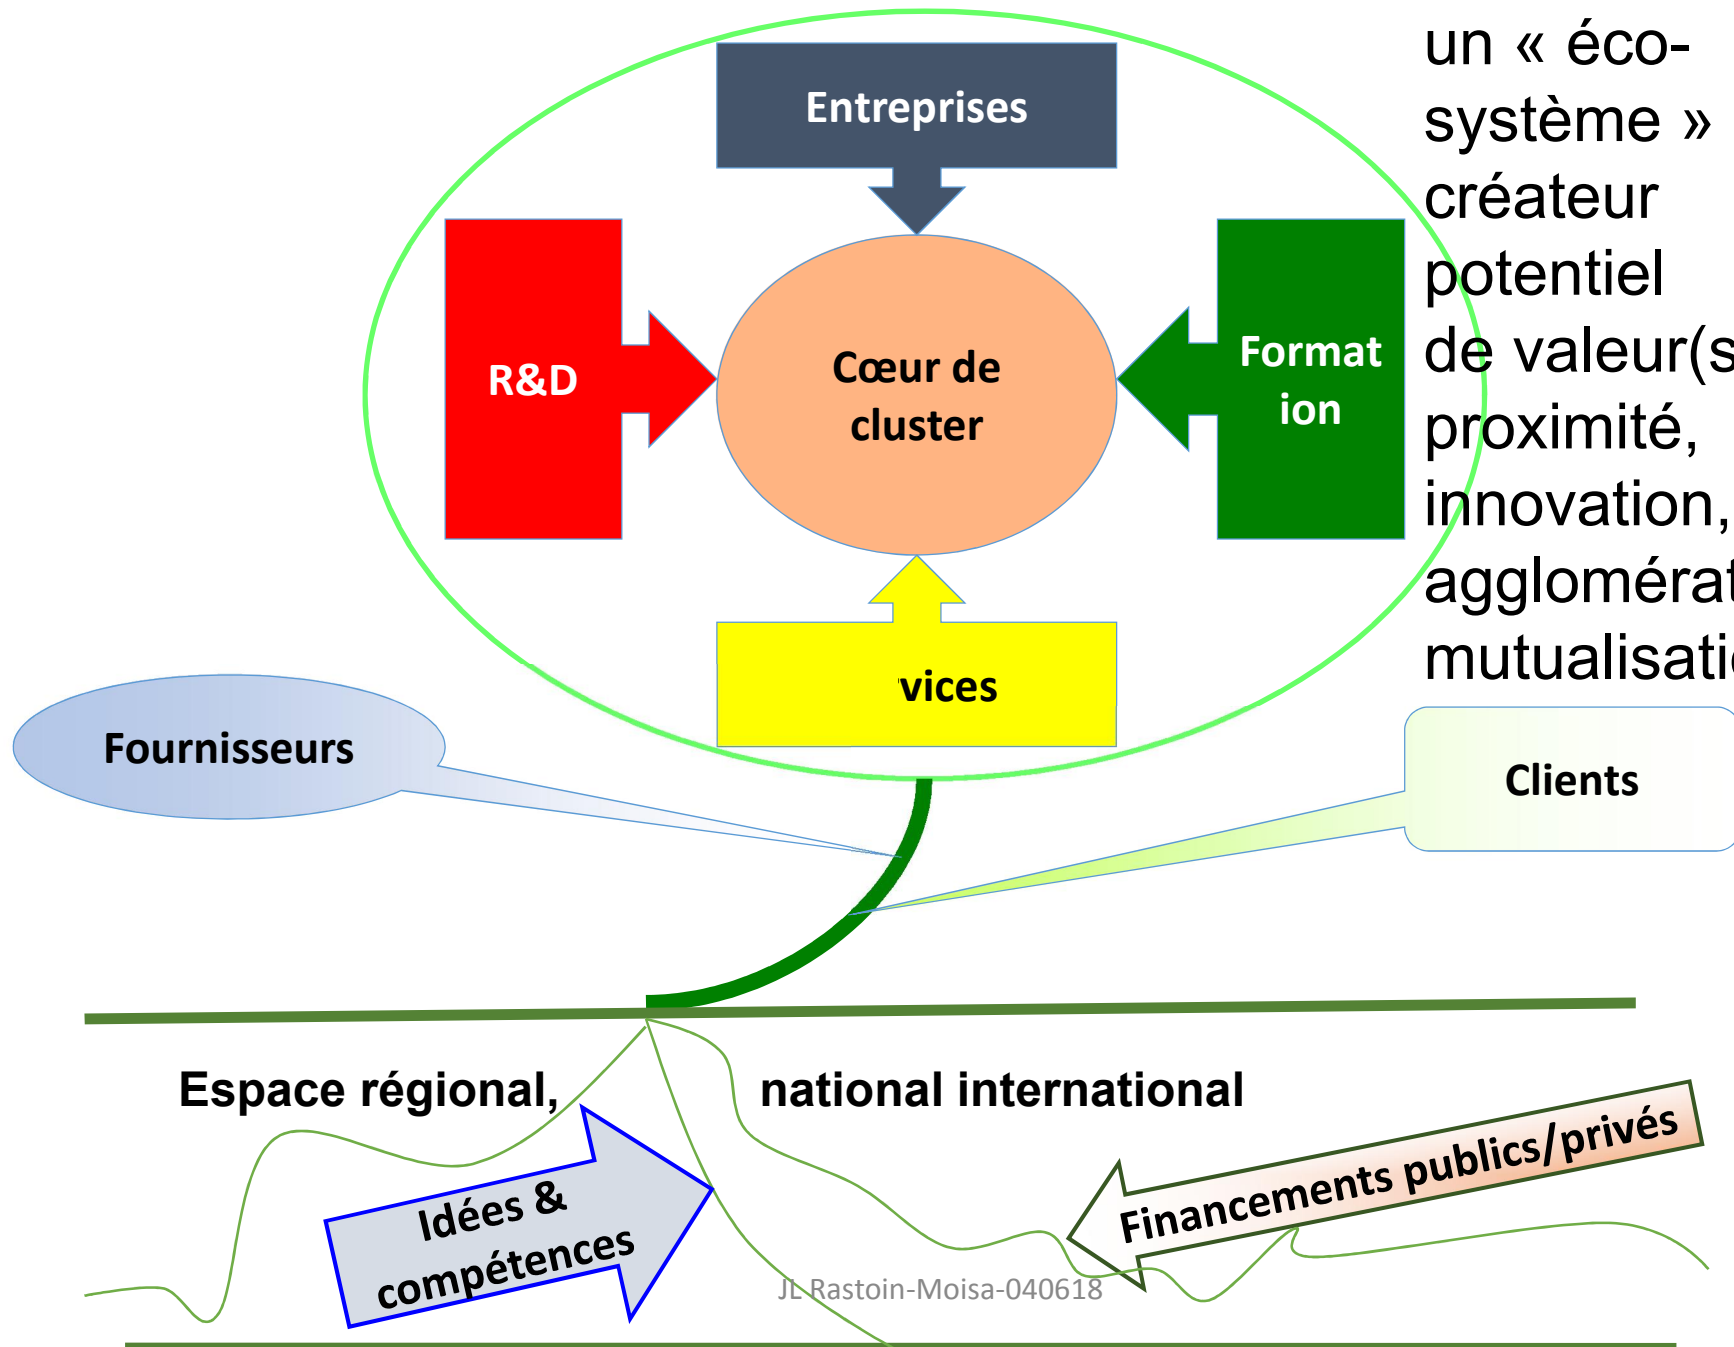 un « éco-
système »
créateur
potentiel
de valeur(s
proximité,
innovation,
agglomérat
mutualisati
Entreprises
R&D
Cœur de
cluster
Format
ion
vices
Fournisseurs
Clients
Espace régional, national international
Idées &
compétences
Financements publics/privés
JL Rastoin-Moisa-040618